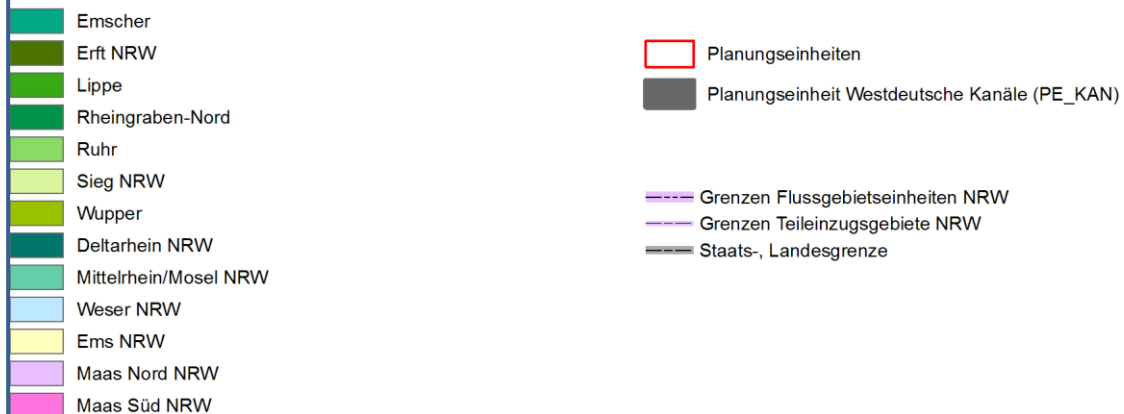 Emscher
Erft NRW
Lippe
Rheingraben-Nord
Ruhr
Sieg NRW
Wupper
Deltarhein NRW
Mittelrhein/Mosel NRW
Weser NRW
Ems NRW
Maas Nord NRW
Maas Süd NRW
Planungseinheiten
Planungseinheit Westdeutsche Kanäle (PE_KAN)
Grenzen Flussgebietseinheiten NRW
Grenzen Teileinzugsgebiete NRW
Staats-, Landesgrenze